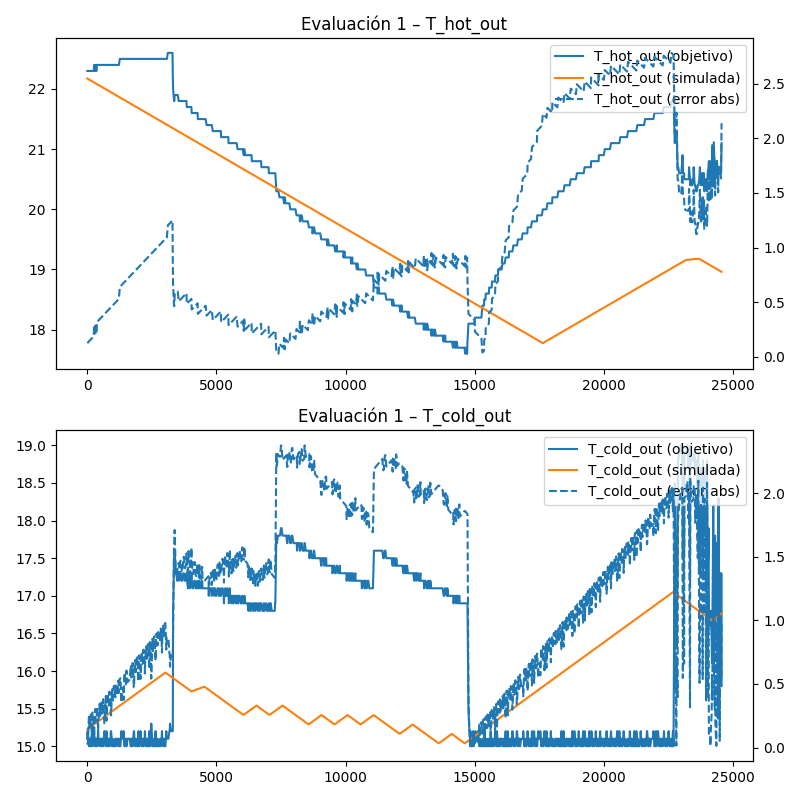 Evaluación 1 – T_hot_out
T_hot_out (objetivo)
T_hot_out (simulada)
T_hot_out (error abs)
22
21
20
19
18
2.5
2.0
1.5
1.0
0.5
0.0
0 5000 10000 15000 20000 25000
Evaluación 1 – T_cold_out
T_cold_out (objetivo)
T_cold_out (simulada)
T_cold_out (error abs)
19.0
18.5
18.0
17.5
17.0
16.5
16.0
15.5
15.0
2.0
1.5
1.0
0.5
0.0
0 5000 10000 15000 20000 25000